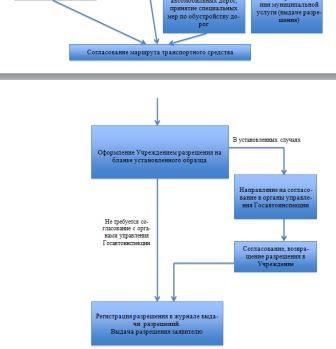 автомобильных дорог,
принятие специальных
мер по обустройству до-
рог
нии муниципальной
услуги (выдаче разре-
шения)
Согласование маршрута транспортного средства
Оформление Учреждением разрешения на
бланке установленного образца
В установленных случаях
Направление на согласо-
вание в органы управле-
ния Госавтоинспекции
Не требуется со-
гласование с орга-
нами управления
Госавтоинспекции
Согласование, возвра-
щение разрешения в
Учреждение
Регистрация разрешения в журнале выда-
чи разрешений.
Выдача разрешения заявителю